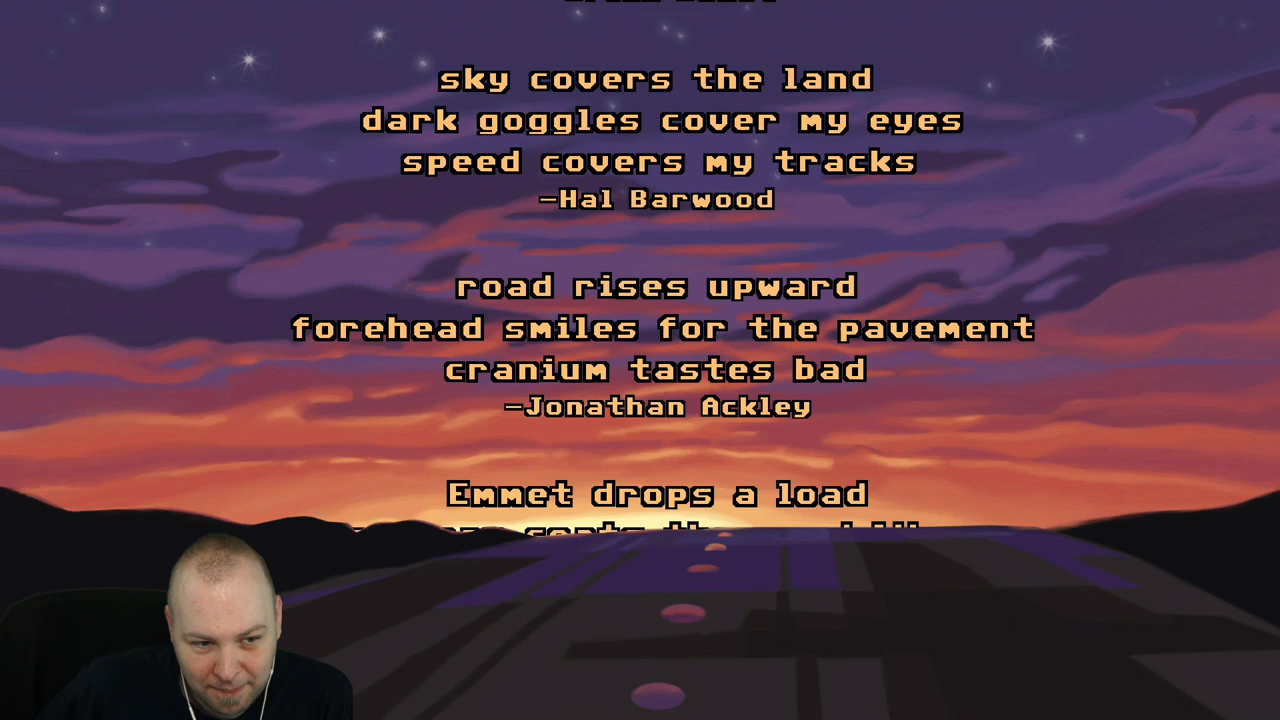 sky covers the land
dark goggles cover my eyes
speed covers my tracks
-Hal Barwood
road rises upward
forehead smiles for the pavement
cranium tastes bad
-Jonathan Ackley
Emmet drops a load